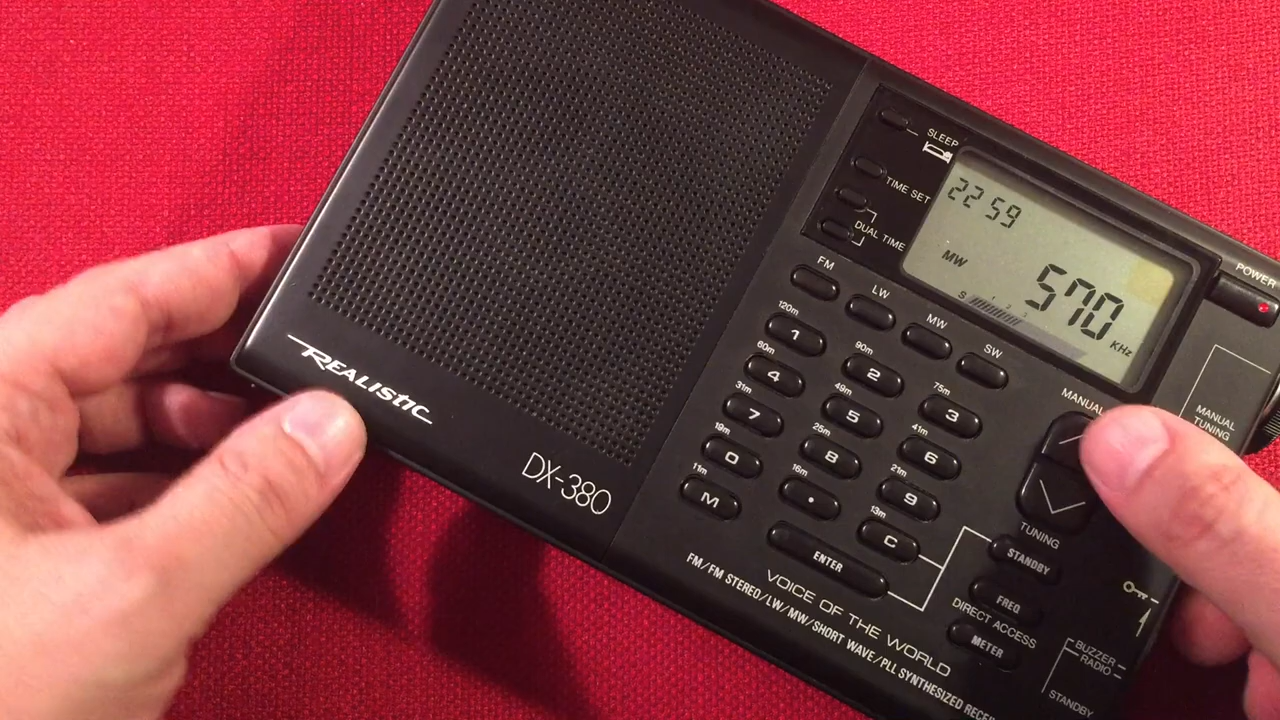 SLEEP
TIME SET
DUAL TIME
22 59
MW
570
KHz
S 1 2 3
POWER
FM
LW
MW
SW
MANUAL
MANUAL
TUNING
120m
1
90m
2
75m
3
60m
4
49m
5
41m
6
31m
7
25m
8
21m
9
19m
0
16m
.
13m
C
11m
M
ENTER
TUNING
STANDBY
FREQ
DIRECT ACCESS
METER
BUZZER
RADIO
STANDBY
REALISTIC
DX-380
VOICE OF THE WORLD
FM/FM STEREO/LW/MW/SHORT WAVE/PLL SYNTHESIZED